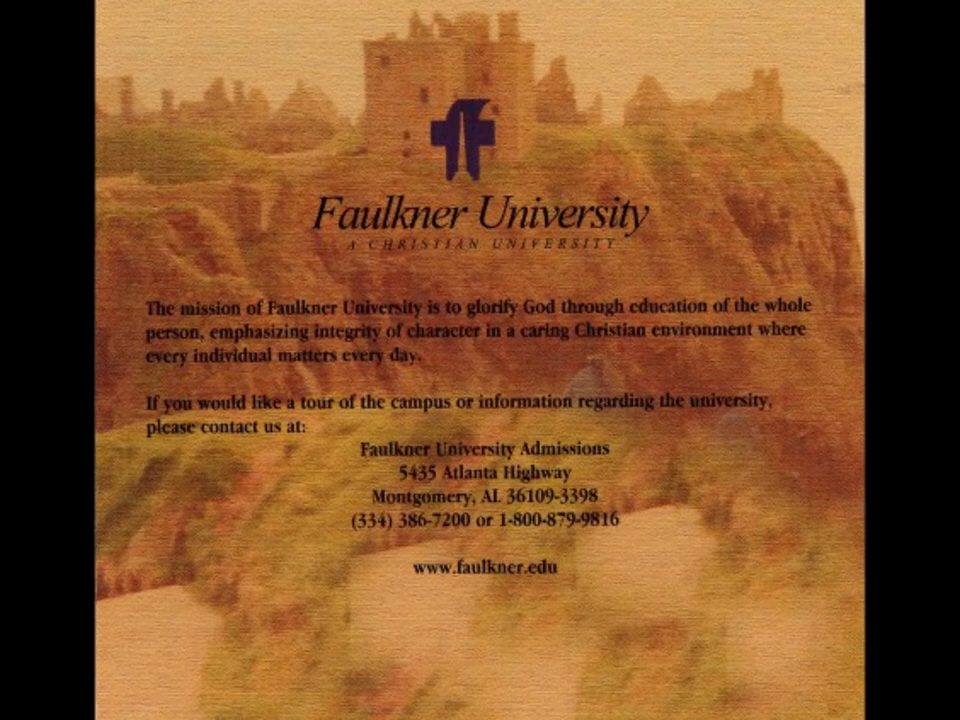 Faulkner University
A CHRISTIAN UNIVERSITY
The mission of Faulkner University is to glorify God through education of the whole
person, emphasizing integrity of character in a caring Christian environment where
every individual matters every day.
If you would like a tour of the campus or information regarding the university,
please contact us at:
Faulkner University Admissions
5435 Atlanta Highway
Montgomery, AL 36109-3398
(334) 386-7200 or 1-800-879-9816
www.faulkner.edu